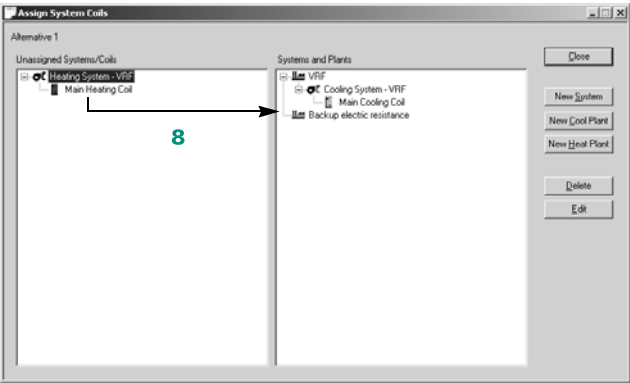 Assign System Coils
Alternative 1
Unassigned Systems/Coils
Heating System - VRF
Main Heating Coil
8
Systems and Plants
VRF
Cooling System - VRF
Main Cooling Coil
Backup electric resistance
Close
New System
New Cool Plant
New Heat Plant
Delete
Edit